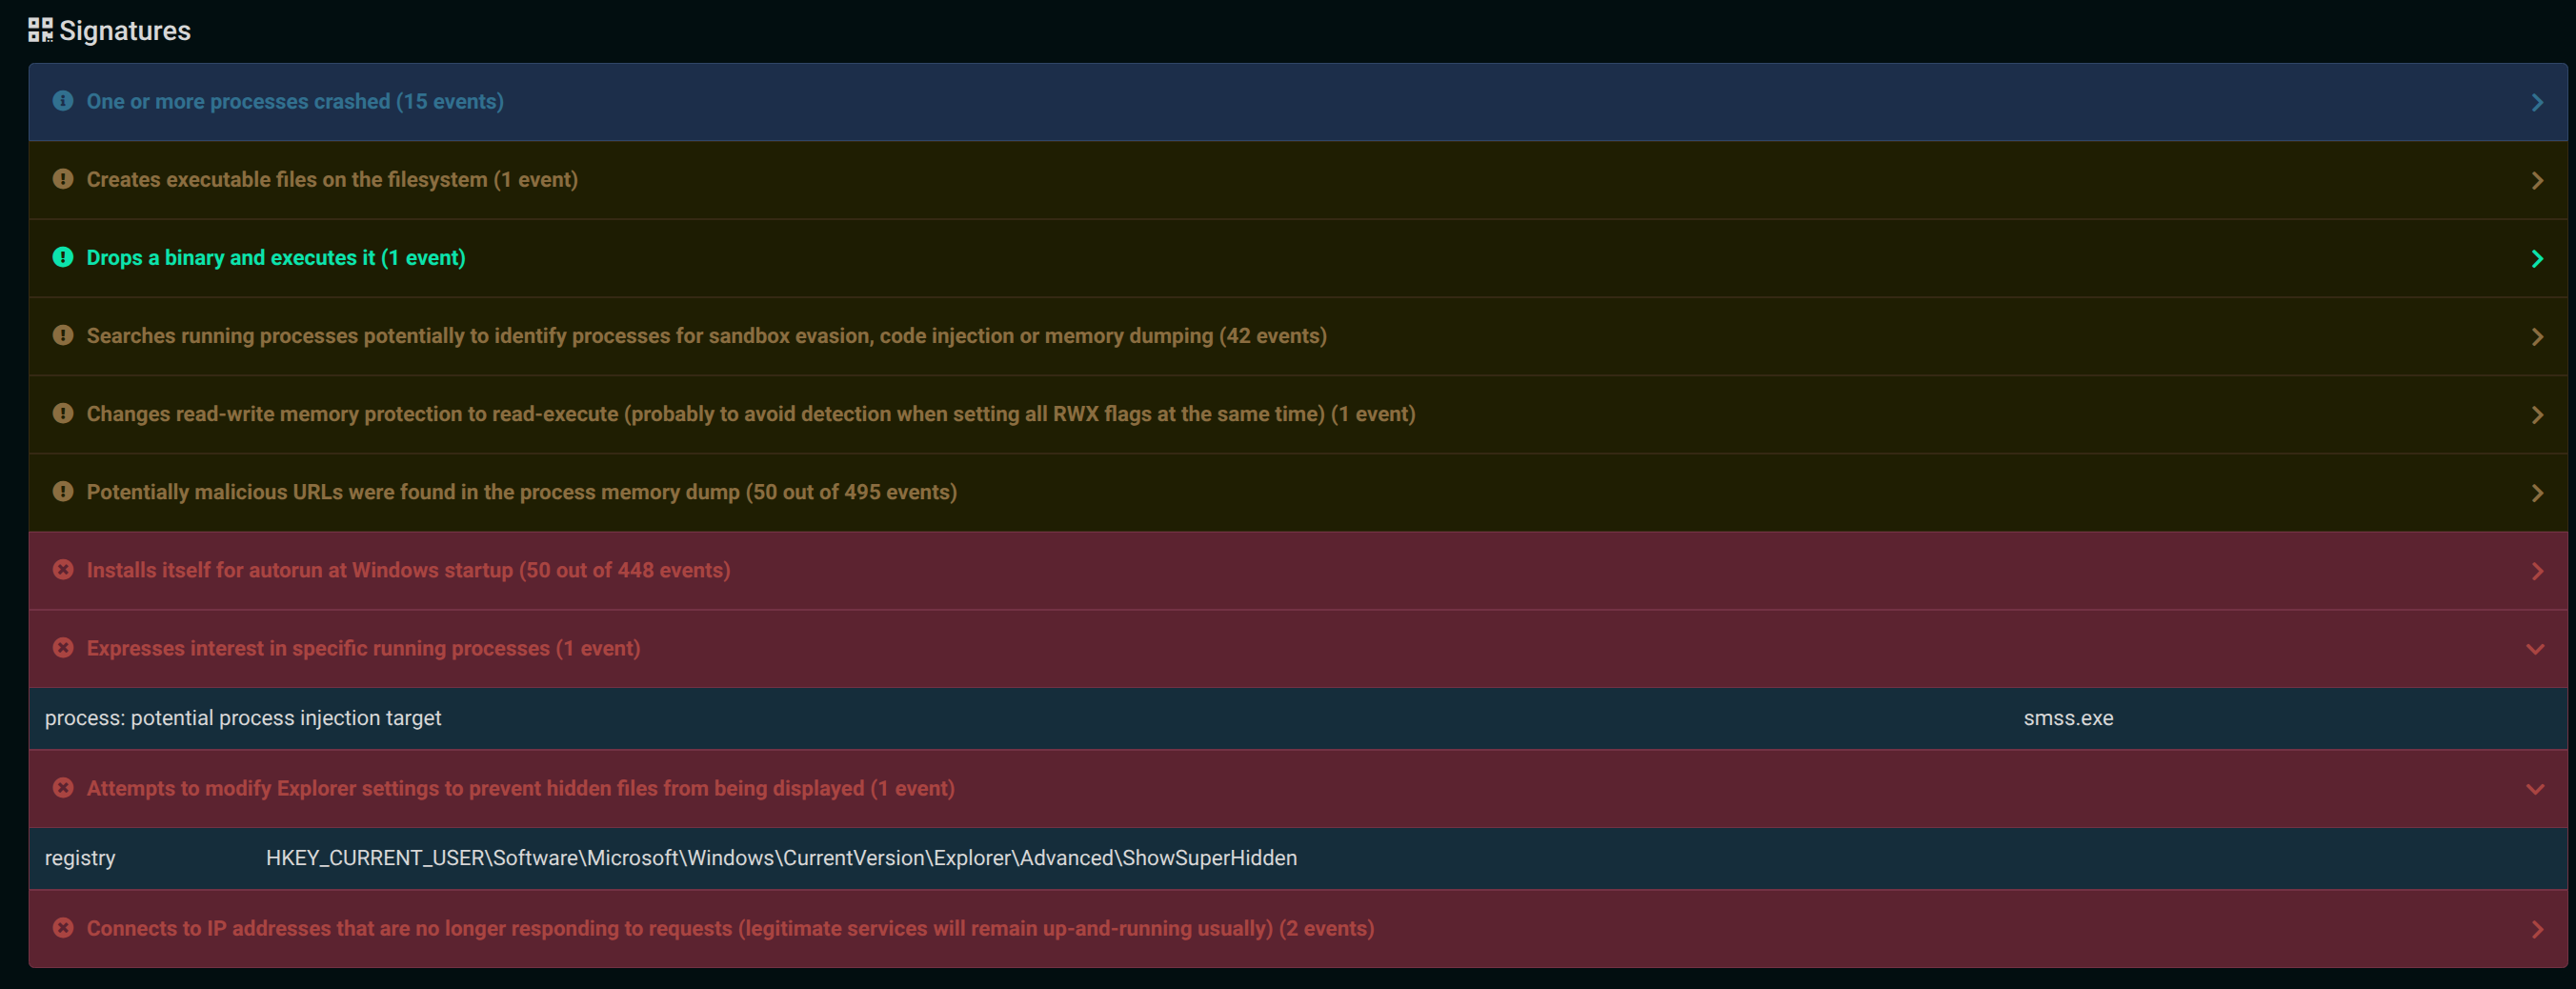 Signatures
One or more processes crashed (15 events)
Creates executable files on the filesystem (1 event)
Drops a binary and executes it (1 event)
Searches running processes potentially to identify processes for sandbox evasion, code injection or memory dumping (42 events)
Changes read-write memory protection to read-execute (probably to avoid detection when setting all RWX flags at the same time) (1 event)
Potentially malicious URLs were found in the process memory dump (50 out of 495 events)
Installs itself for autorun at Windows startup (50 out of 448 events)
Expresses interest in specific running processes (1 event)
process: potential process injection target smss.exe
Attempts to modify Explorer settings to prevent hidden files from being displayed (1 event)
registry HKEY_CURRENT_USER\Software\Microsoft\Windows\CurrentVersion\Explorer\Advanced\ShowSuperHidden
Connects to IP addresses that are no longer responding to requests (legitimate services will remain up-and-running usually) (2 events)